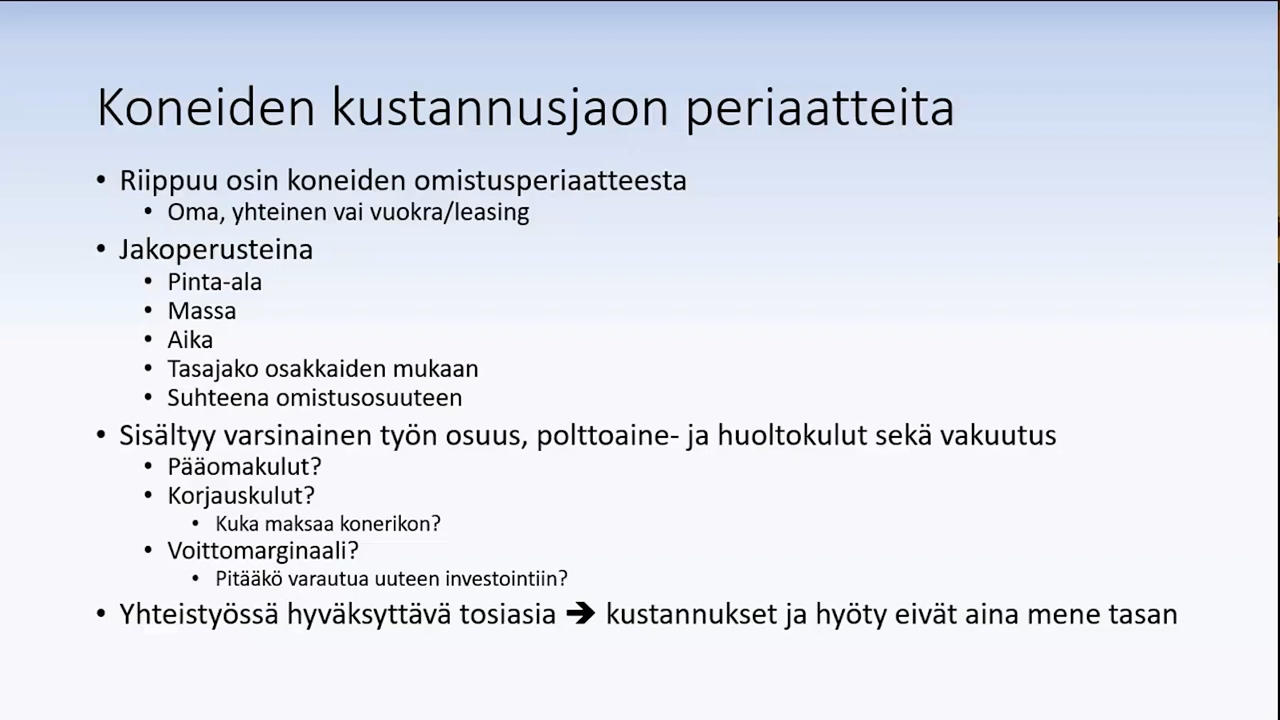 Koneiden kustannusjaon periaatteita
• Riippuu osin koneiden omistusperiaatteesta
• Oma, yhteinen vai vuokra/leasing
• Jakoperusteina
• Pinta-ala
• Massa
• Aika
• Tasajako osakkaiden mukaan
• Suhteena omistusosuuteen
• Sisältyy varsinainen työn osuus, polttoaine- ja huoltokulut sekä vakuutus
• Pääomakulut?
• Korjauskulut?
• Kuka maksaa konerikon?
• Voittomarginaali?
• Pitääkö varautua uuteen investointiin?
• Yhteistyössä hyväksyttävä tosiasia ➔ kustannukset ja hyöty eivät aina mene tasan